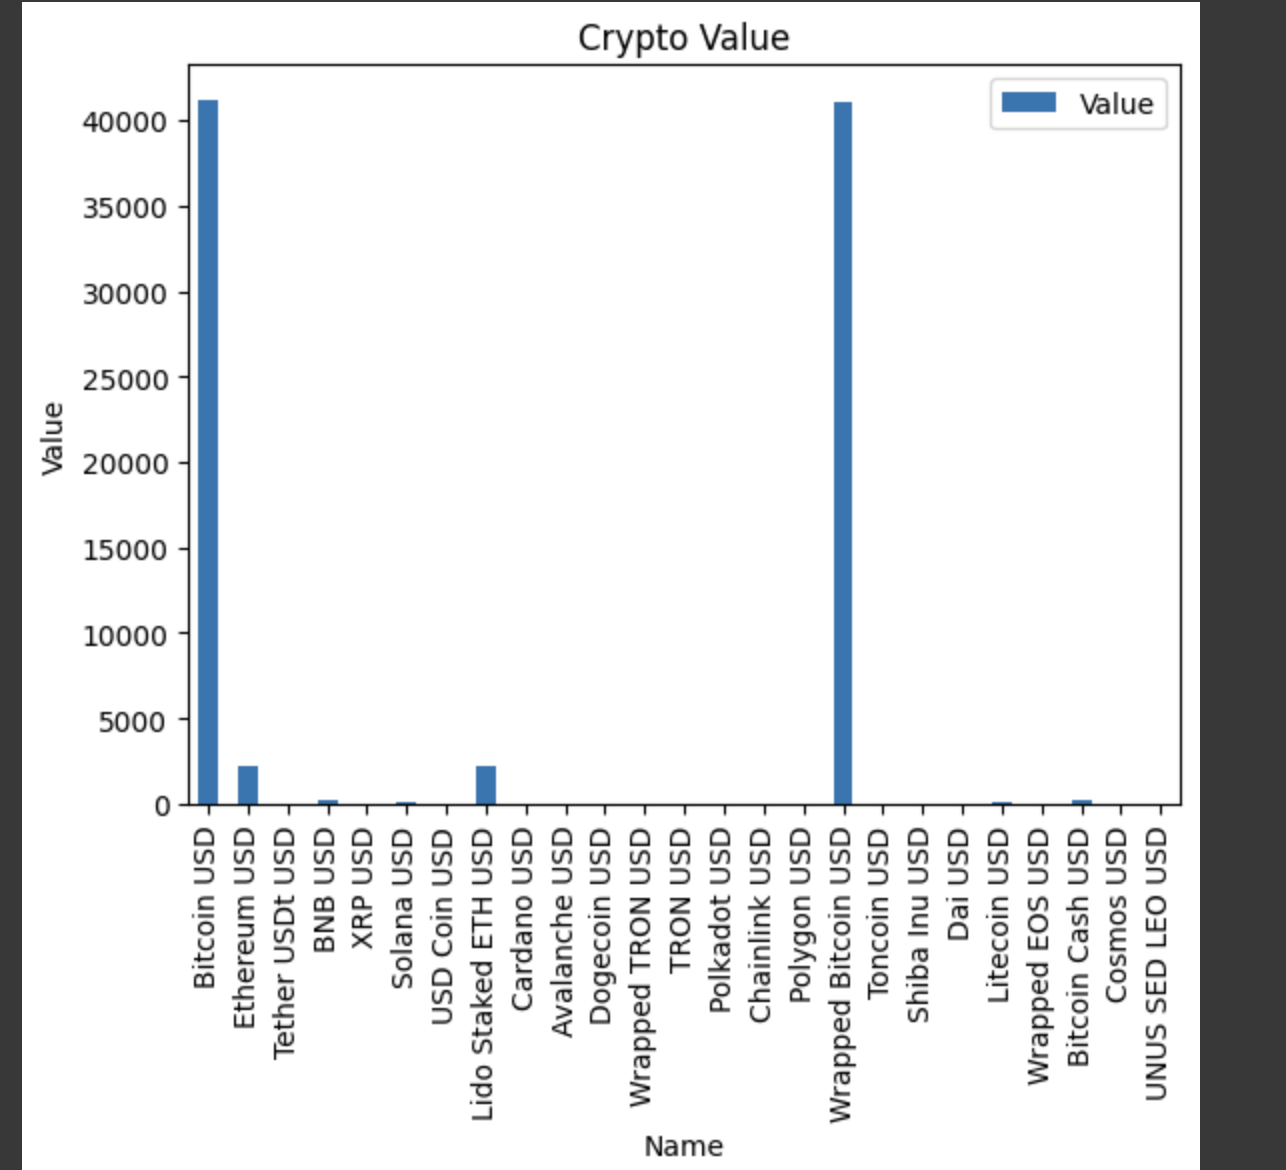 Crypto Value
Value
40000
35000
30000
25000
20000
15000
10000
5000
0
Value
Bitcoin USD
Ethereum USD
Tether USDt USD
BNB USD
XRP USD
Solana USD
USD Coin USD
Lido Staked ETH USD
Cardano USD
Avalanche USD
Dogecoin USD
Wrapped TRON USD
TRON USD
Polkadot USD
Chainlink USD
Polygon USD
Wrapped Bitcoin USD
Toncoin USD
Shiba Inu USD
Dai USD
Litecoin USD
Wrapped EOS USD
Bitcoin Cash USD
Cosmos USD
UNUS SED LEO USD
Name